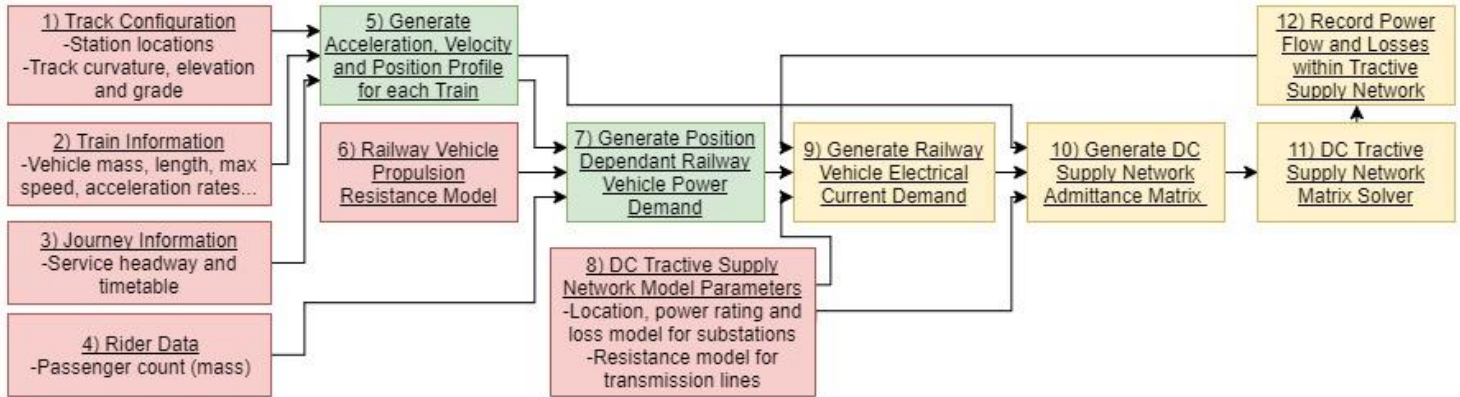 1) Track Configuration
-Station locations
-Track curvature, elevation
and grade
2) Train Information
-Vehicle mass, length, max
speed, acceleration rates...
3) Journey Information
-Service headway and
timetable
4) Rider Data
-Passenger count (mass)
5) Generate
Acceleration, Velocity
and Position Profile
for each Train
6) Railway Vehicle
Propulsion
Resistance Model
7) Generate Position
Dependant Railway
Vehicle Power
Demand
8) DC Tractive Supply
Network Model Parameters
-Location, power rating and
loss model for substations
-Resistance model for
transmission lines
9) Generate Railway
Vehicle Electrical
Current Demand
10) Generate DC
Supply Network
Admittance Matrix
11) DC Tractive
Supply Network
Matrix Solver
12) Record Power
Flow and Losses
within Tractive
Supply Network